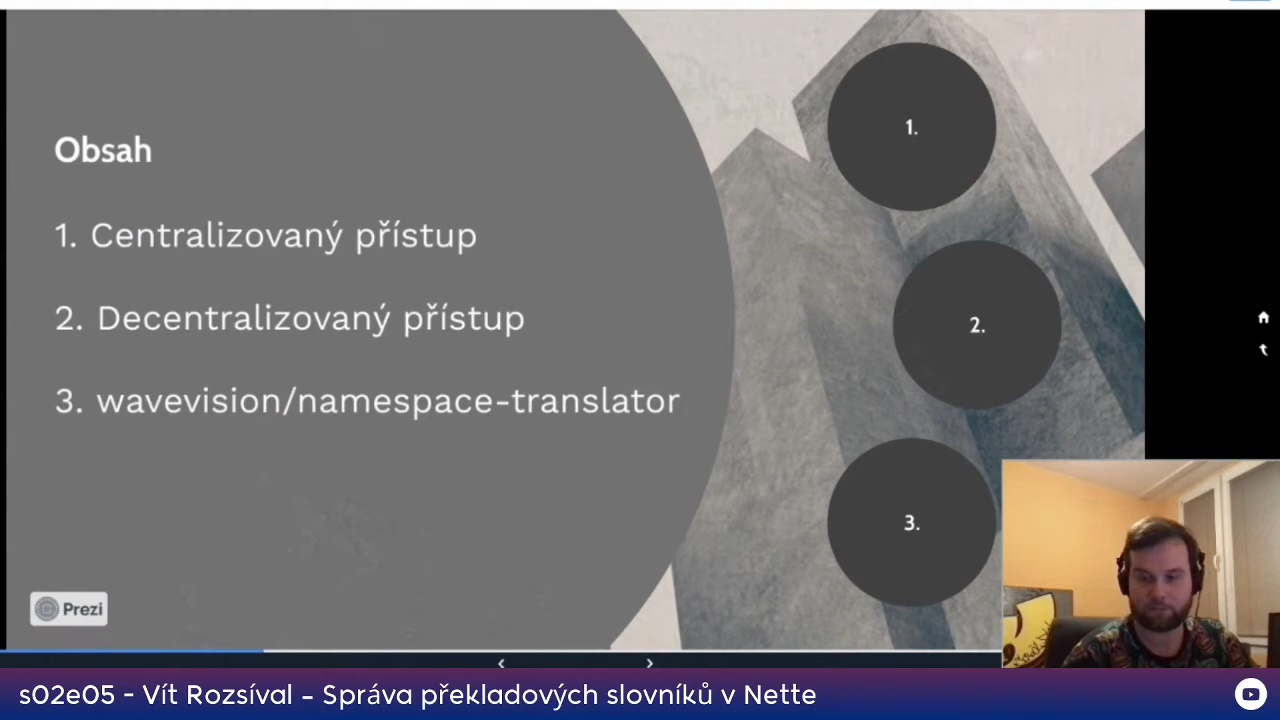 Obsah
1. Centralizovaný přístup
2. Decentralizovaný přístup
3. wavevision/namespace-translator
1.
2.
3.
Prezi
s02e05 - Vít Rozsíval – Správa překladových slovníků v Nette